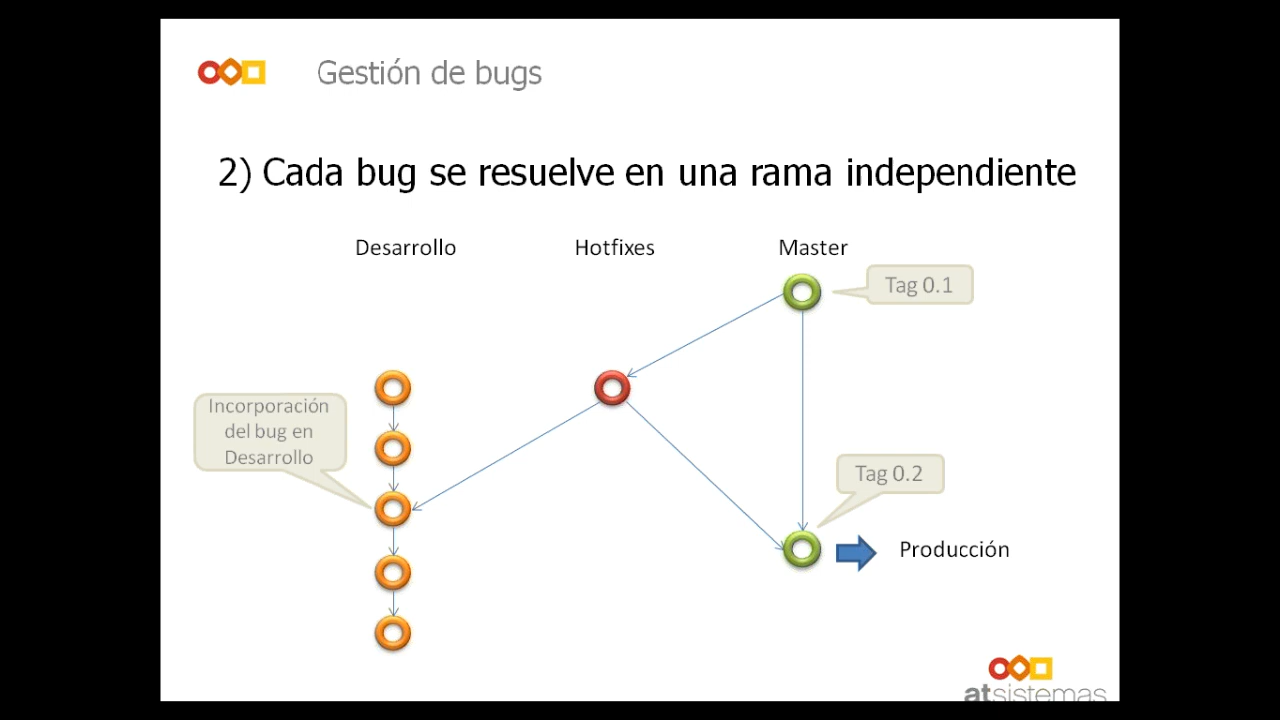 Gestión de bugs
2) Cada bug se resuelve en una rama independiente
Desarrollo
Hotfixes
Master
Tag 0.1
Incorporación
del bug en
Desarrollo
Tag 0.2
Producción
atsistemas